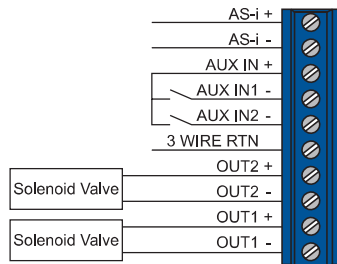 AS-i +
AS-i -
AUX IN +
AUX IN1 -
AUX IN2 -
3 WIRE RTN
OUT2 +
Solenoid Valve
OUT2 -
OUT1 +
Solenoid Valve
OUT1 -